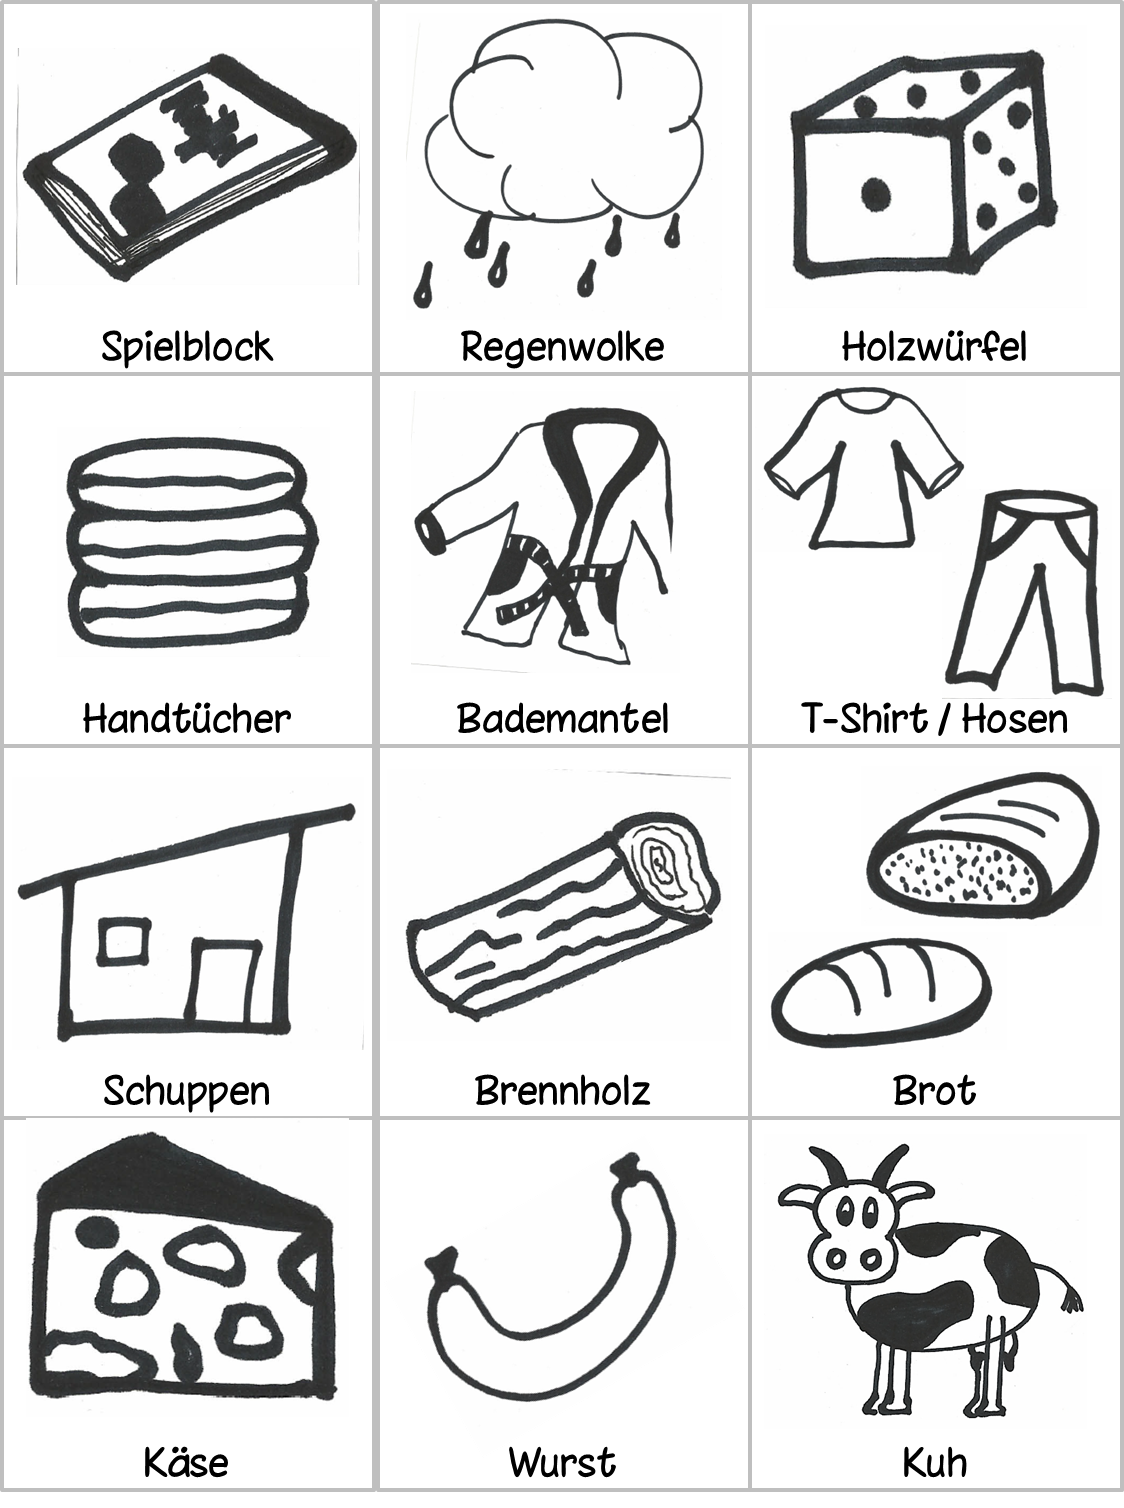 Spielblock
Regenwolke
Holzwürfel
Handtücher
Bademantel
T-Shirt / Hosen
Schuppen
Brennholz
Brot
Käse
Wurst
Kuh